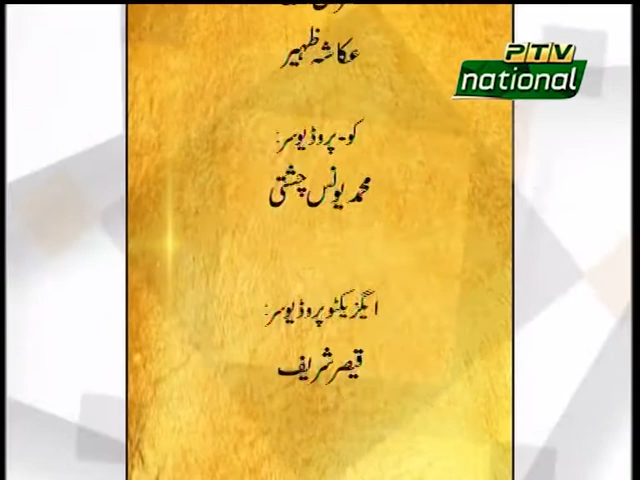 عکاشہ ظہیر
PTV
national
کو- پروڈیوسر:
محمد یونس چشتی
ایگزیکٹو پروڈیوسر:
قیصر شریف